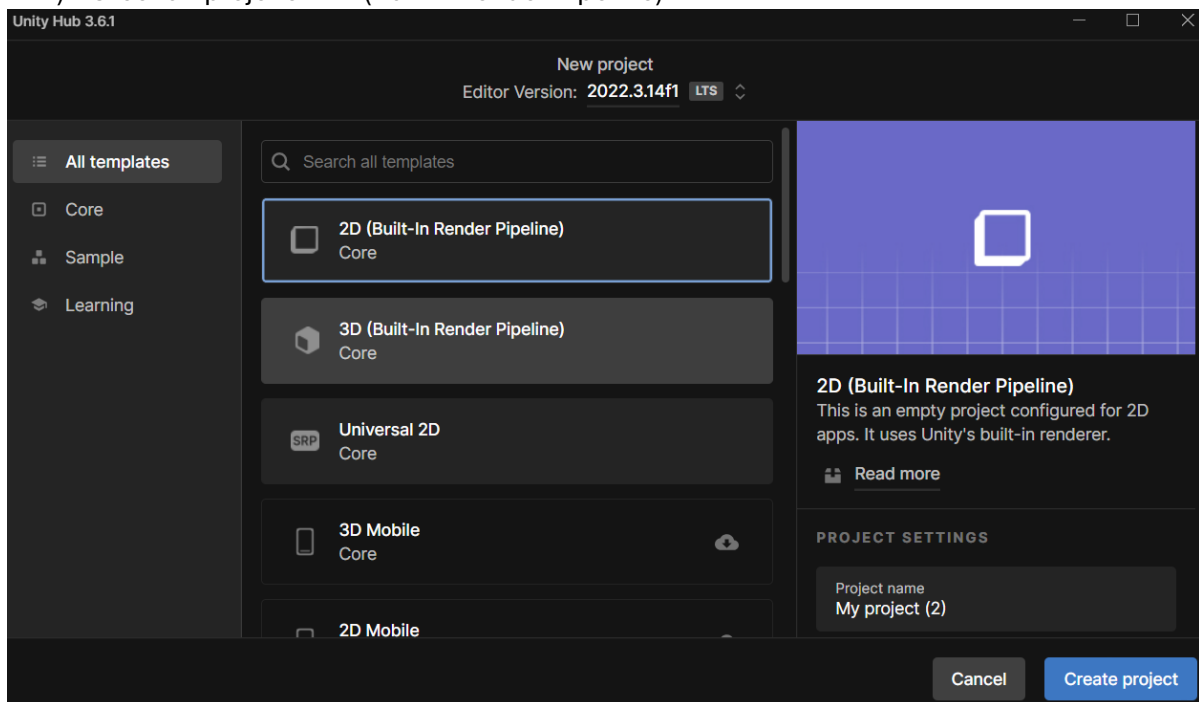 Unity Hub 3.6.1
New project
Editor Version: 2022.3.14f1 LTS
All templates
Core
Sample
Learning
Search all templates
2D (Built-In Render Pipeline)
Core
3D (Built-In Render Pipeline)
Core
Universal 2D
Core
SRP
3D Mobile
Core
2D Mobile
2D (Built-In Render Pipeline)
This is an empty project configured for 2D
apps. It uses Unity's built-in renderer.
Read more
PROJECT SETTINGS
Project name
My project (2)
Cancel
Create project